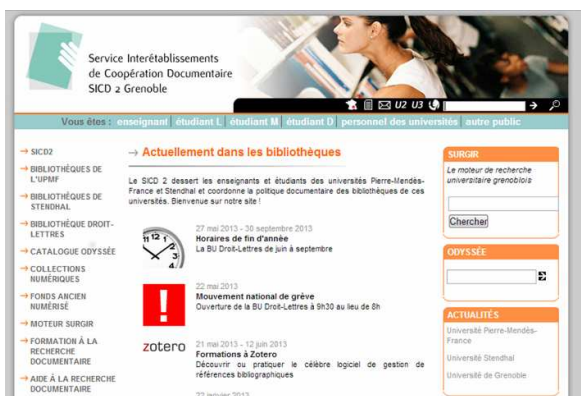 Service Interétablissements
de Coopération Documentaire
SICD 2 Grenoble
U2 U3
Vous êtes : enseignant étudiant L étudiant M étudiant D personnel des universités autre public
SICD2
BIBLIOTHÈQUES DE
L'UPMF
BIBLIOTHÈQUES DE
STENDHAL
BIBLIOTHÈQUE DROIT-
LETTRES
CATALOGUE ODYSSÉE
COLLECTIONS
NUMÉRIQUES
FONDS ANCIEN
NUMÉRISÉ
MOTEUR SURGIR
FORMATION À LA
RECHERCHE
DOCUMENTAIRE
AIDE À LA RECHERCHE
DOCUMENTAIRE
→ Actuellement dans les bibliothèques
Le SICD 2 dessert les enseignants et étudiants des universités Pierre-Mendès-
France et Stendhal et coordonne la politique documentaire des bibliothèques de ces
universités. Bienvenue sur notre site !
27 mai 2013 - 30 septembre 2013
Horaires de fin d'année
La BU Droit-Lettres de juin à septembre
22 mai 2013
Mouvement national de grève
Ouverture de la BU Droit-Lettres à 9h30 au lieu de 8h
zotero
21 mai 2013 - 12 juin 2013
Formations à Zotero
Découvrir ou pratiquer le célèbre logiciel de gestion de
références bibliographiques
SURGIR
Le moteur de recherche
universitaire grenoblois
Chercher
ODYSSÉE
ACTUALITÉS
Université Pierre-Mendès-
France
Université Stendhal
Université de Grenoble